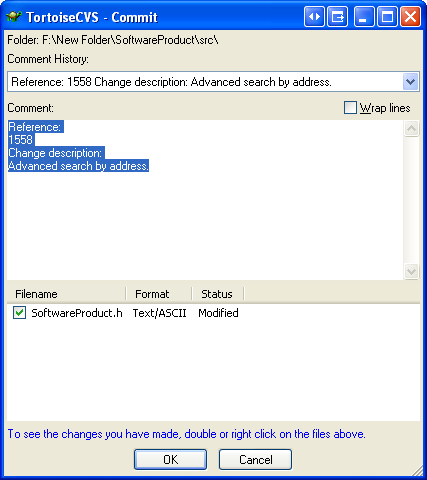 TortoiseCVS - Commit
Folder: F:\New Folder\SoftwareProduct\src\
Comment History:
Reference: 1558 Change description: Advanced search by address.
Comment:
Wrap lines
Reference:
1558
Change description:
Advanced search by address.
Filename Format Status
SoftwareProduct.h Text/ASCII Modified
To see the changes you have made, double or right click on the files above.
OK Cancel